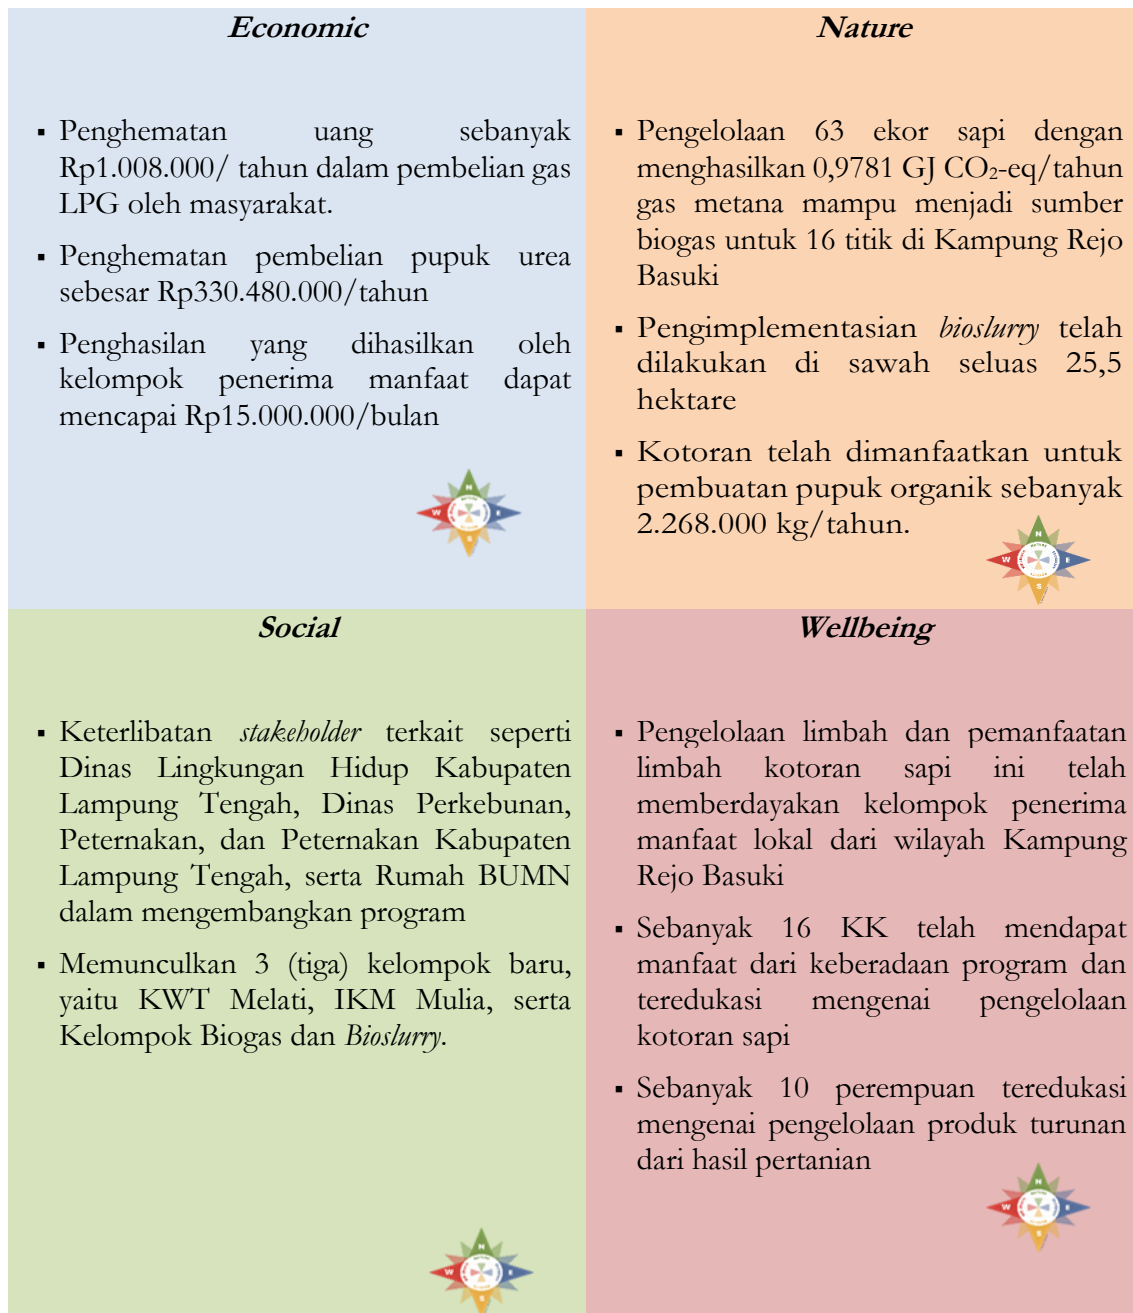 Economic
Penghematan uang sebanyak
Rp1.008.000/ tahun dalam pembelian gas
LPG oleh masyarakat.
Penghematan pembelian pupuk urea
sebesar Rp330.480.000/tahun
Penghasilan yang dihasilkan oleh
kelompok penerima manfaat dapat
mencapai Rp15.000.000/bulan
N
W
E
S
Nature
Pengelolaan 63 ekor sapi dengan
menghasilkan 0,9781 GJ CO₂-eq/tahun
gas metana mampu menjadi sumber
biogas untuk 16 titik di Kampung Rejo
Basuki
Pengimplementasian bioslurry telah
dilakukan di sawah seluas 25,5
hektare
Kotoran telah dimanfaatkan untuk
pembuatan pupuk organik sebanyak
2.268.000 kg/tahun.
N
W
E
S
Social
Keterlibatan stakeholder terkait seperti
Dinas Lingkungan Hidup Kabupaten
Lampung Tengah, Dinas Perkebunan,
Peternakan, dan Peternakan Kabupaten
Lampung Tengah, serta Rumah BUMN
dalam mengembangkan program
Memunculkan 3 (tiga) kelompok baru,
yaitu KWT Melati, IKM Mulia, serta
Kelompok Biogas dan Bioslurry.
N
W
E
S
Wellbeing
Pengelolaan limbah dan pemanfaatan
limbah kotoran sapi ini telah
memberdayakan kelompok penerima
manfaat lokal dari wilayah Kampung
Rejo Basuki
Sebanyak 16 KK telah mendapat
manfaat dari keberadaan program dan
teredukasi mengenai pengelolaan
kotoran sapi
Sebanyak 10 perempuan teredukasi
mengenai pengelolaan produk turunan
dari hasil pertanian
N
W
E
S